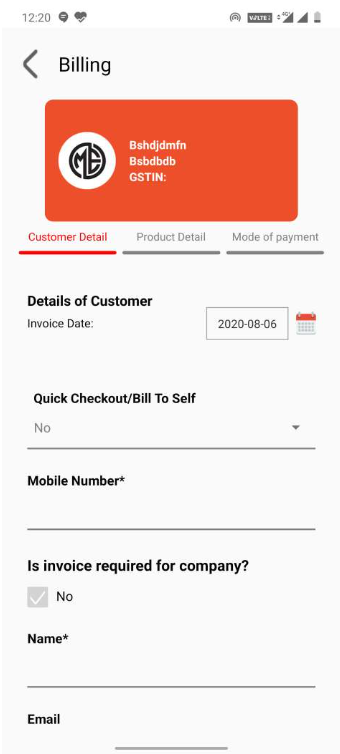 12:20
VoLTE 2
4G
Billing
ME
Bshdjdmfn
Bsbdbdb
GSTIN:
Customer Detail
Product Detail
Mode of payment
Details of Customer
Invoice Date:
2020-08-06
Quick Checkout/Bill To Self
No
Mobile Number*
Is invoice required for company?
No
Name*
Email